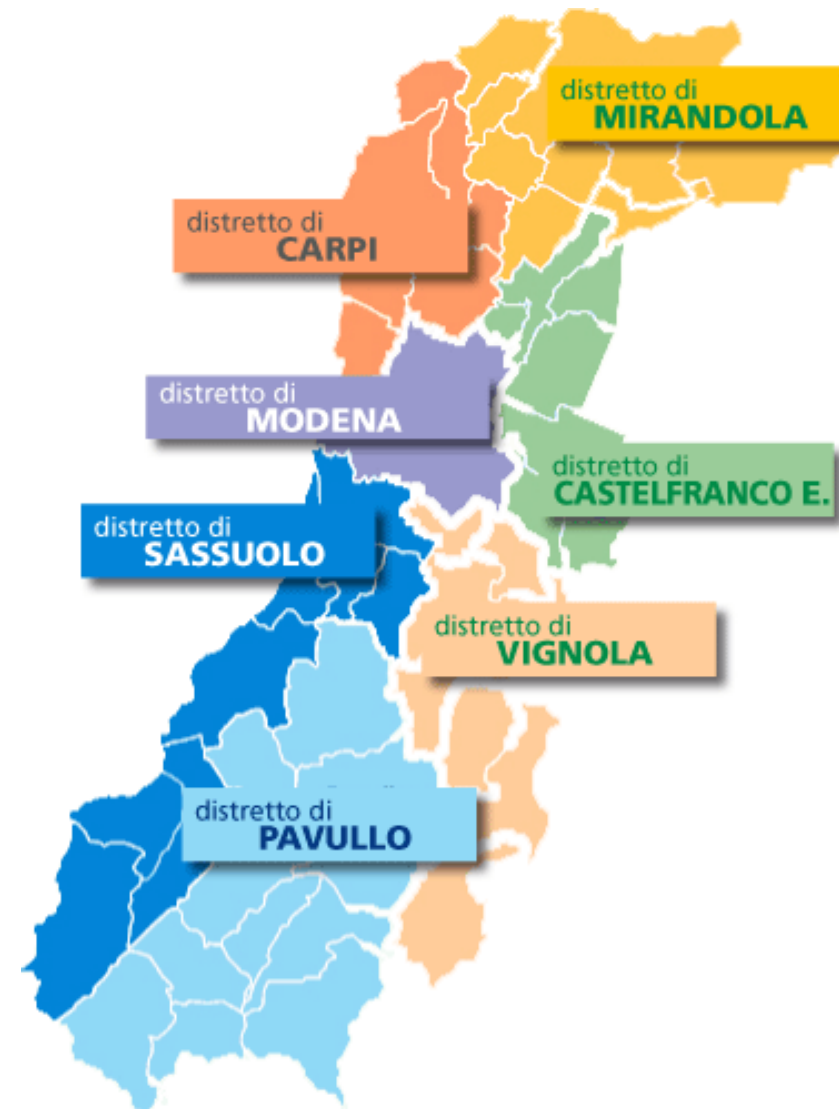 distretto di
MIRANDOLA
distretto di
CARPI
distretto di
MODENA
distretto di
CASTELFRANCO E.
distretto di
SASSUOLO
distretto di
VIGNOLA
distretto di
PAVULLO